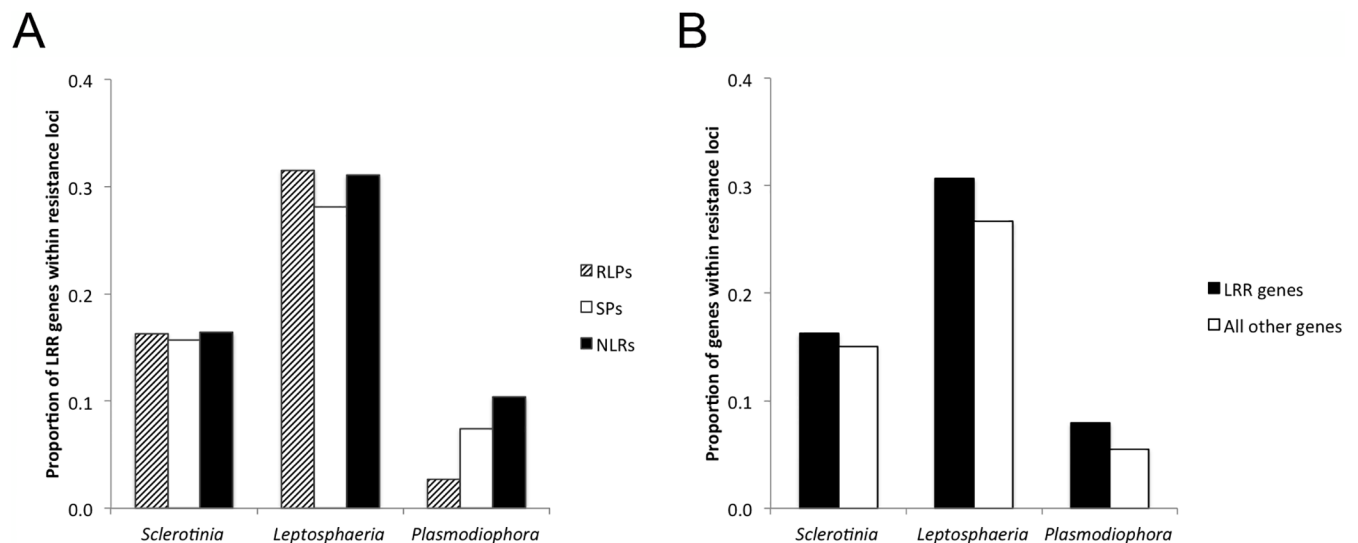 A
Proportion of LRR genes within resistance loci
0.4
0.3
0.2
0.1
0.0
Sclerotinia
Leptosphaeria
Plasmodiophora
RLPs
SPs
NLRs
B
Proportion of genes within resistance loci
0.4
0.3
0.2
0.1
0.0
Sclerotinia
Leptosphaeria
Plasmodiophora
LRR genes
All other genes